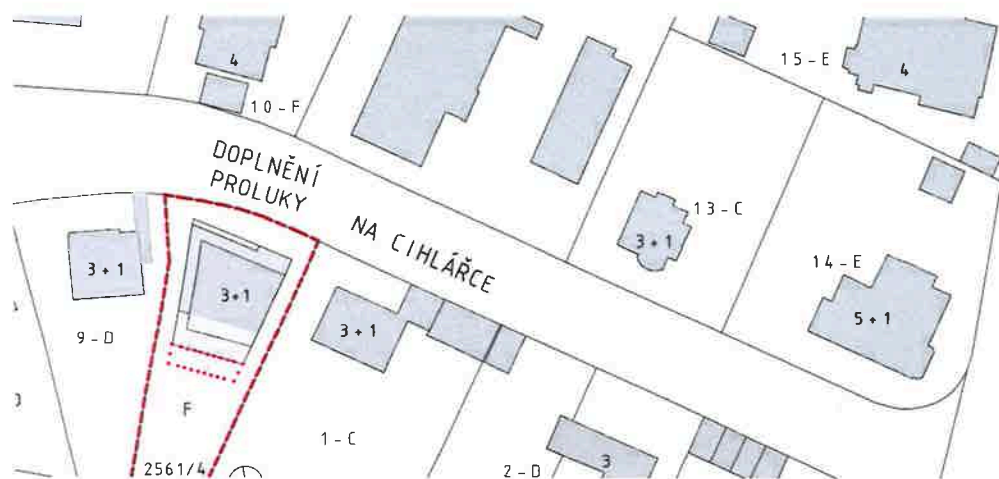 4
10-F
15-E
4
DOPLNĚNÍ
PROLUKY
NA CIHLÁŘCE
13-C
3+1
14-E
5+1
3+1
3+1
9-D
3+1
F
1-C
2561/4
2-D
3